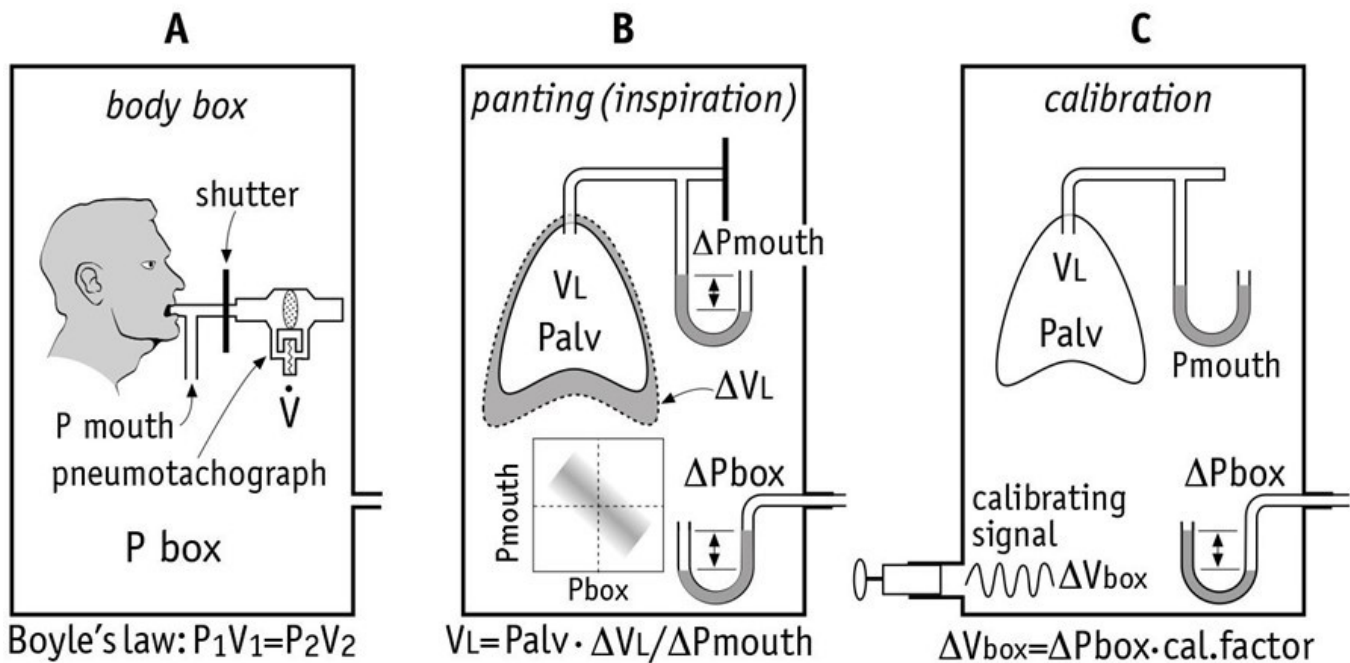 A
body box
shutter
P mouth
V̇
pneumotachograph
P box
Boyle's law: P₁V₁=P₂V₂
B
panting (inspiration)
ΔPmouth
VL
Palv
ΔVL
Pmouth
Pbox
ΔPbox
VL=Palv·ΔVL/ΔPmouth
C
calibration
VL
Palv
Pmouth
ΔPbox
calibrating
signal
ΔVbox
ΔVbox=ΔPbox·cal.factor